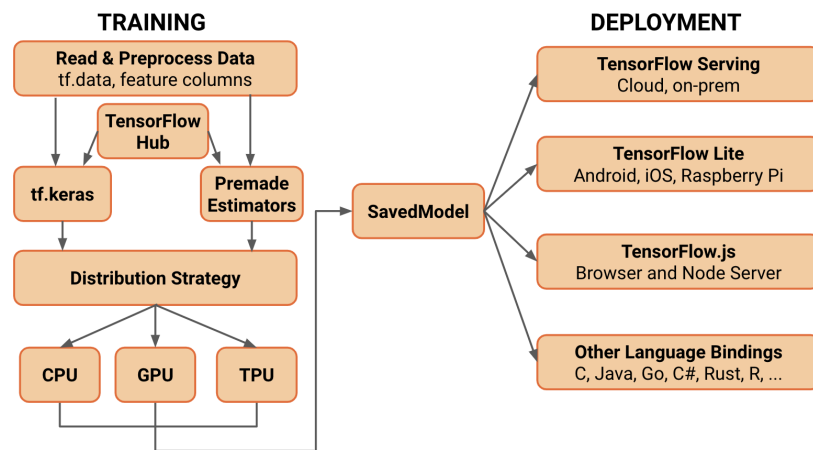 TRAINING
Read & Preprocess Data
tf.data, feature columns
TensorFlow
Hub
tf.keras
Premade
Estimators
Distribution Strategy
CPU
GPU
TPU
SavedModel
DEPLOYMENT
TensorFlow Serving
Cloud, on-prem
TensorFlow Lite
Android, iOS, Raspberry Pi
TensorFlow.js
Browser and Node Server
Other Language Bindings
C, Java, Go, C#, Rust, R, ...